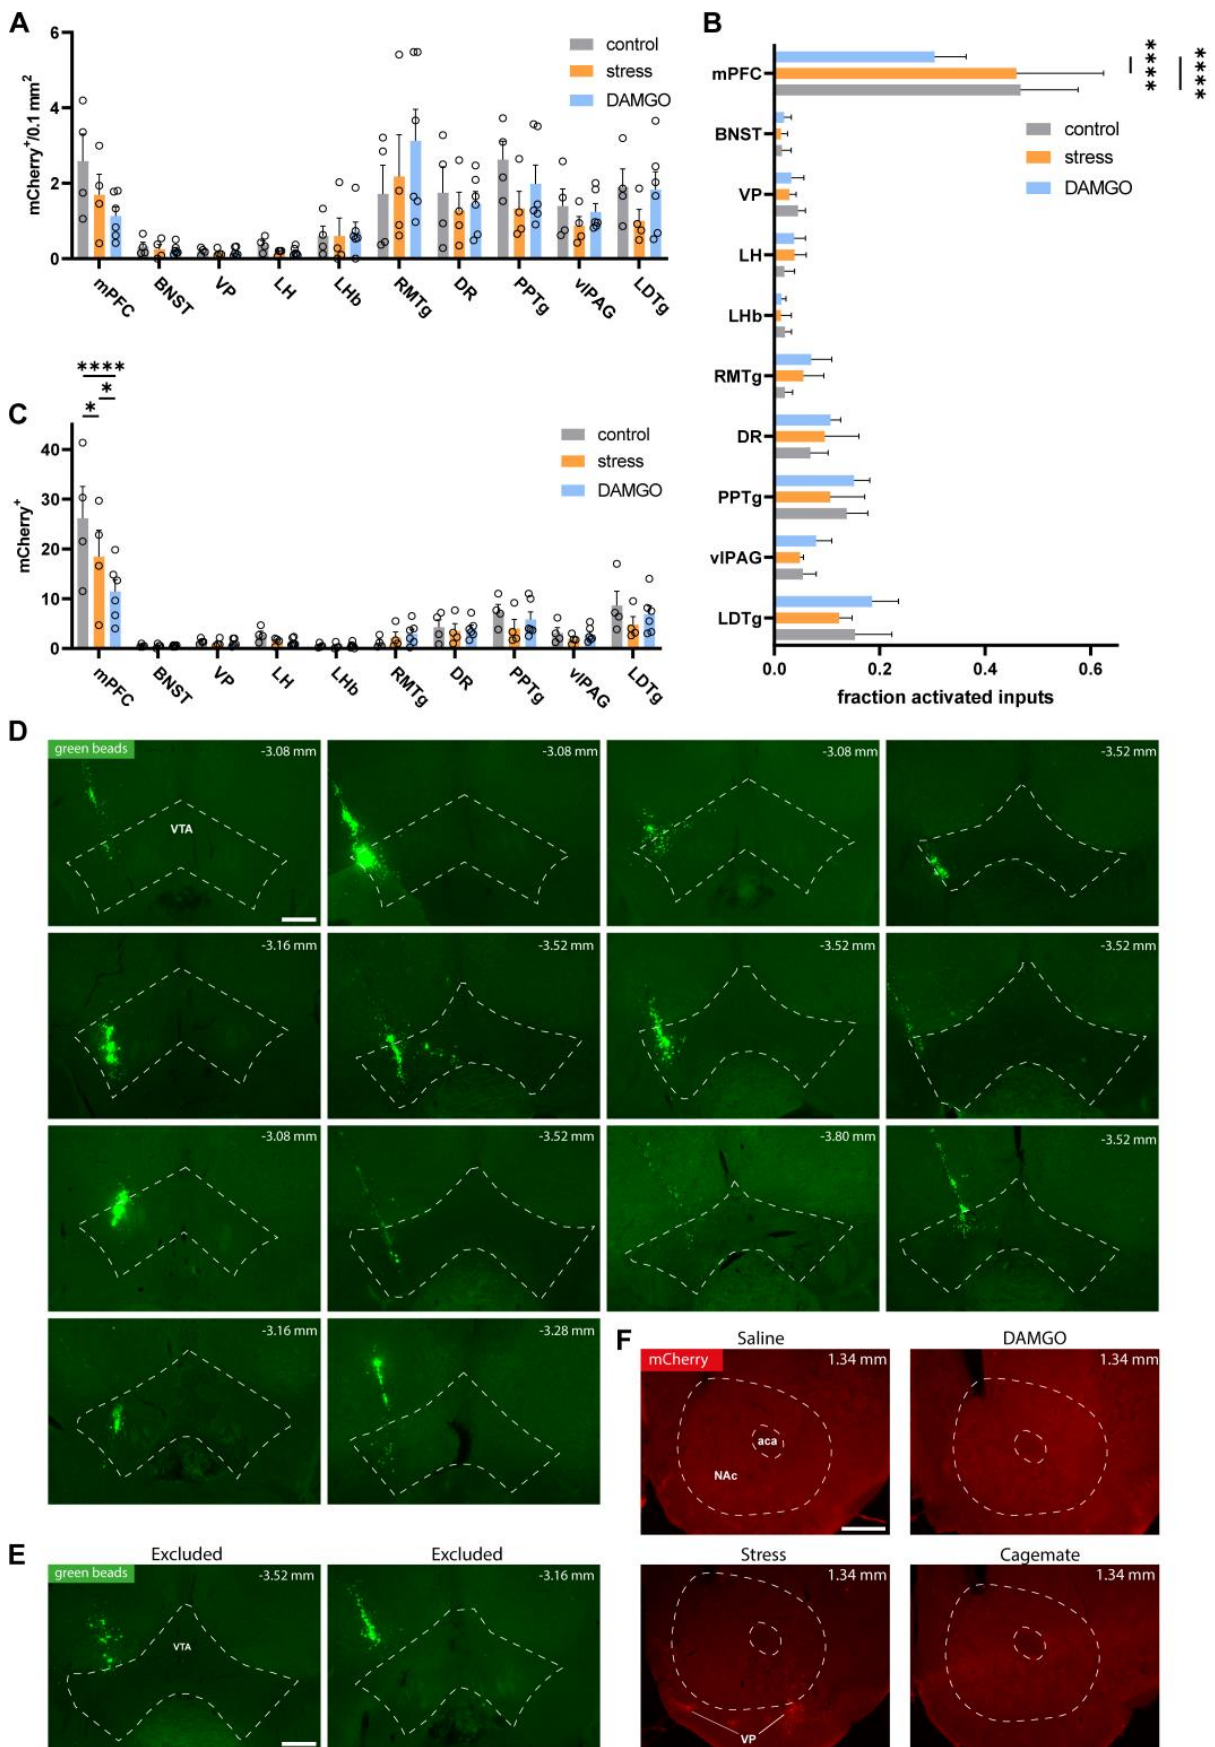 A
6
4
2
0
mCherry+/0.1 mm2
control
stress
DAMGO
mPFC
BNST
VP
LH
LHb
RMTg
DR
PPTg
vlPAG
LDTg
B
mPFC
BNST
VP
LH
LHb
RMTg
DR
PPTg
vlPAG
LDTg
****
****
control
stress
DAMGO
0.0
0.2
0.4
0.6
fraction activated inputs
C
****
*
*
40
30
20
10
0
mCherry+
control
stress
DAMGO
mPFC
BNST
VP
LH
LHb
RMTg
DR
PPTg
vlPAG
LDTg
D
green beads
-3.08 mm
VTA
-3.08 mm
-3.08 mm
-3.52 mm
-3.16 mm
-3.52 mm
-3.52 mm
-3.52 mm
-3.08 mm
-3.52 mm
-3.80 mm
-3.52 mm
-3.16 mm
-3.28 mm
E
Excluded
green beads
-3.52 mm
VTA
Excluded
-3.16 mm
F
Saline
mCherry
1.34 mm
aca
NAc
DAMGO
1.34 mm
Stress
1.34 mm
VP
Cagemate
1.34 mm